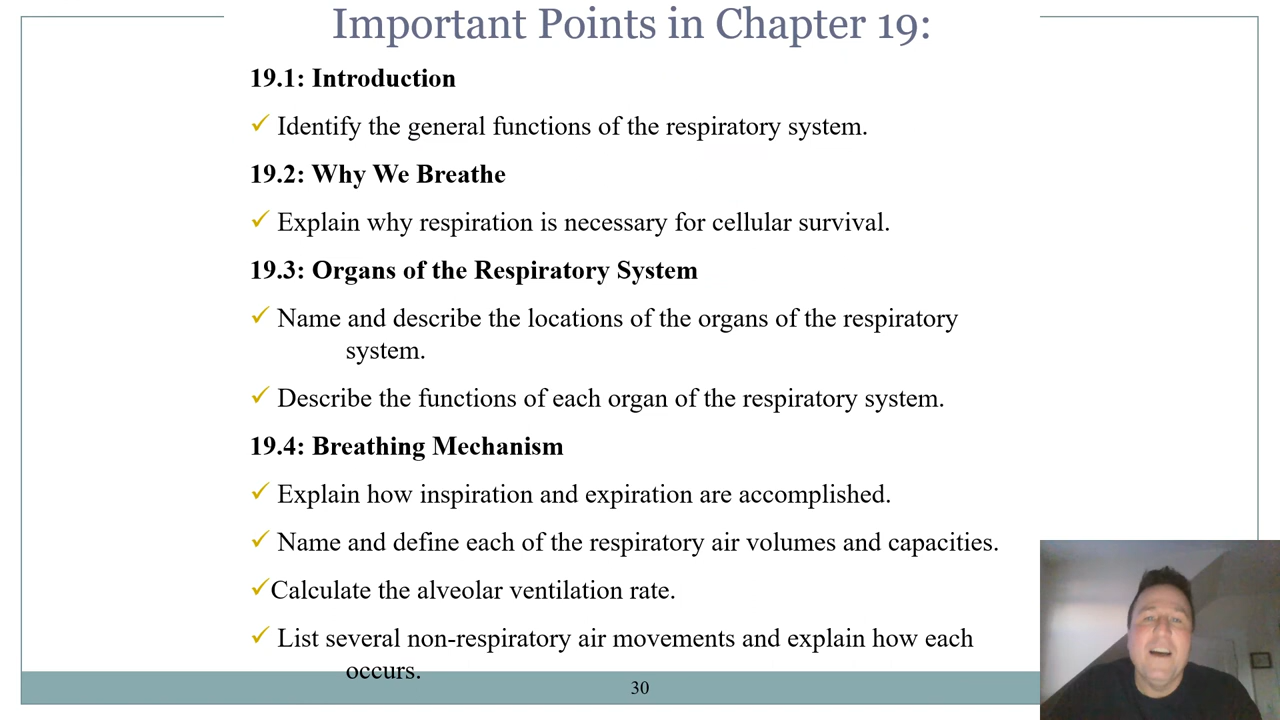 Important Points in Chapter 19:
19.1: Introduction
✓ Identify the general functions of the respiratory system.
19.2: Why We Breathe
✓ Explain why respiration is necessary for cellular survival.
19.3: Organs of the Respiratory System
✓ Name and describe the locations of the organs of the respiratory
system.
✓ Describe the functions of each organ of the respiratory system.
19.4: Breathing Mechanism
✓ Explain how inspiration and expiration are accomplished.
✓ Name and define each of the respiratory air volumes and capacities.
✓Calculate the alveolar ventilation rate.
✓ List several non-respiratory air movements and explain how each
occurs.
30